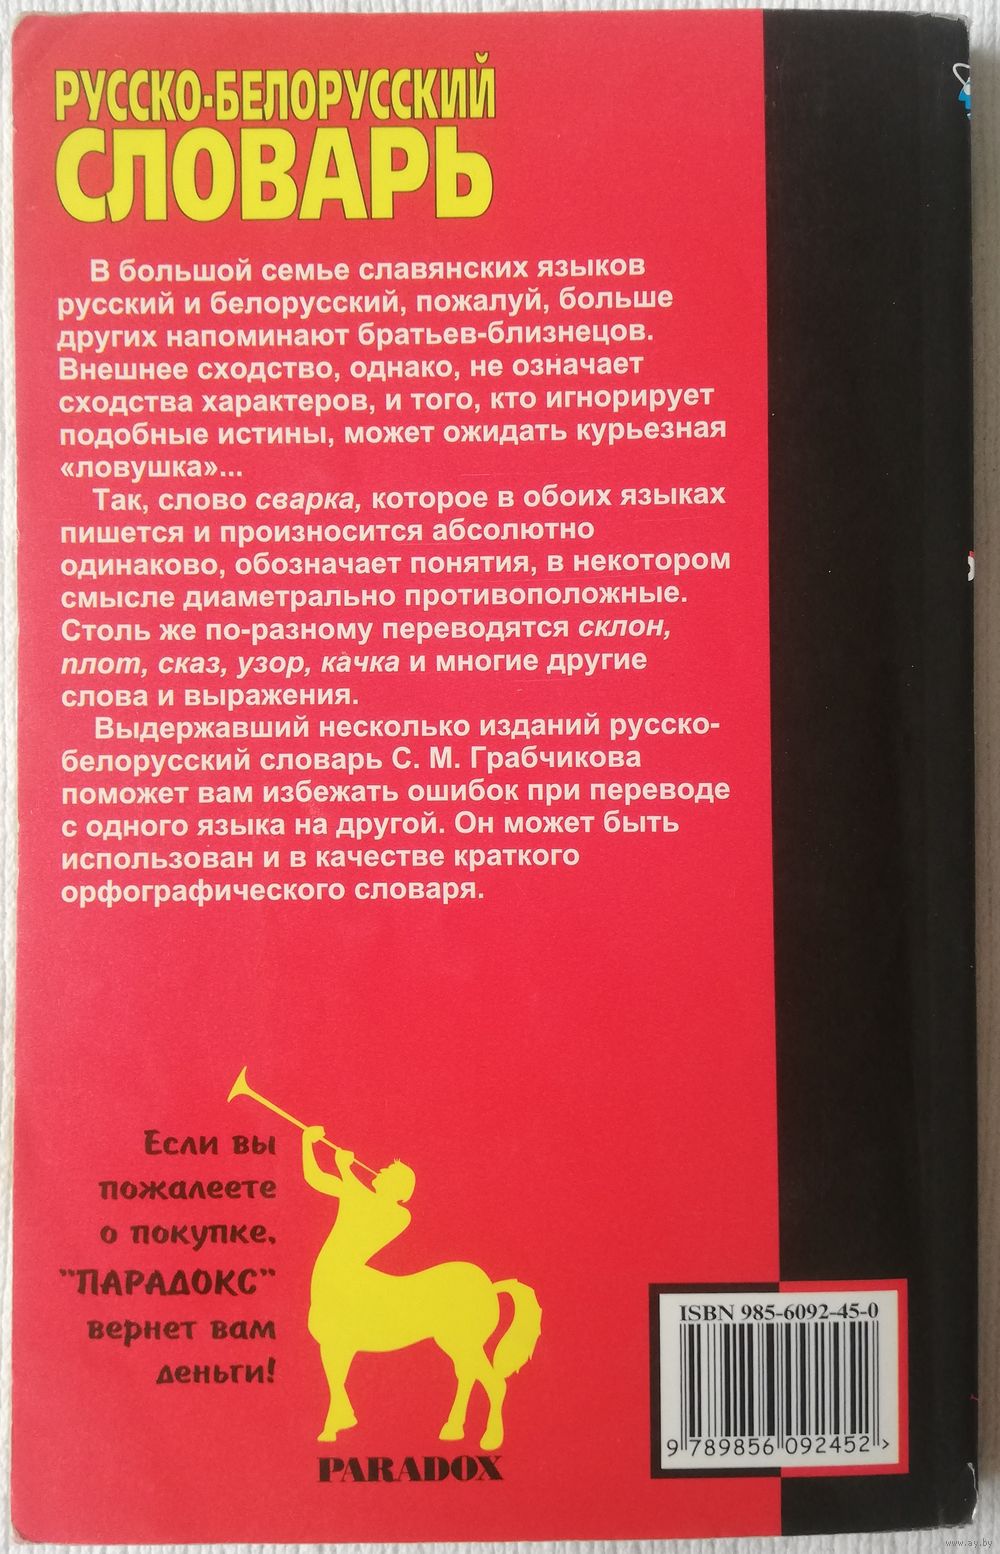 РУССКО-БЕЛОРУССКИЙ
СЛОВАРЬ
В большой семье славянских языков
русский и белорусский, пожалуй, больше
других напоминают братьев-близнецов.
Внешнее сходство, однако, не означает
сходства характеров, и того, кто игнорирует
подобные истины, может ожидать курьезная
«ловушка»...
Так, слово сварка, которое в обоих языках
пишется и произносится абсолютно
одинаково, обозначает понятия, в некотором
смысле диаметрально противоположные.
Столь же по-разному переводятся склон,
плот, сказ, узор, качка и многие другие
слова и выражения.
Выдержавший несколько изданий русско-
белорусский словарь С. М. Грабчикова
поможет вам избежать ошибок при переводе
с одного языка на другой. Он может быть
использован и в качестве краткого
орфографического словаря.
Если вы
пожалеете
о покупке,
"ПАРАДОКС"
вернет вам
деньги!
PARADOX
ISBN 985-6092-45-0
9 789856 092452 >
www.ay.by